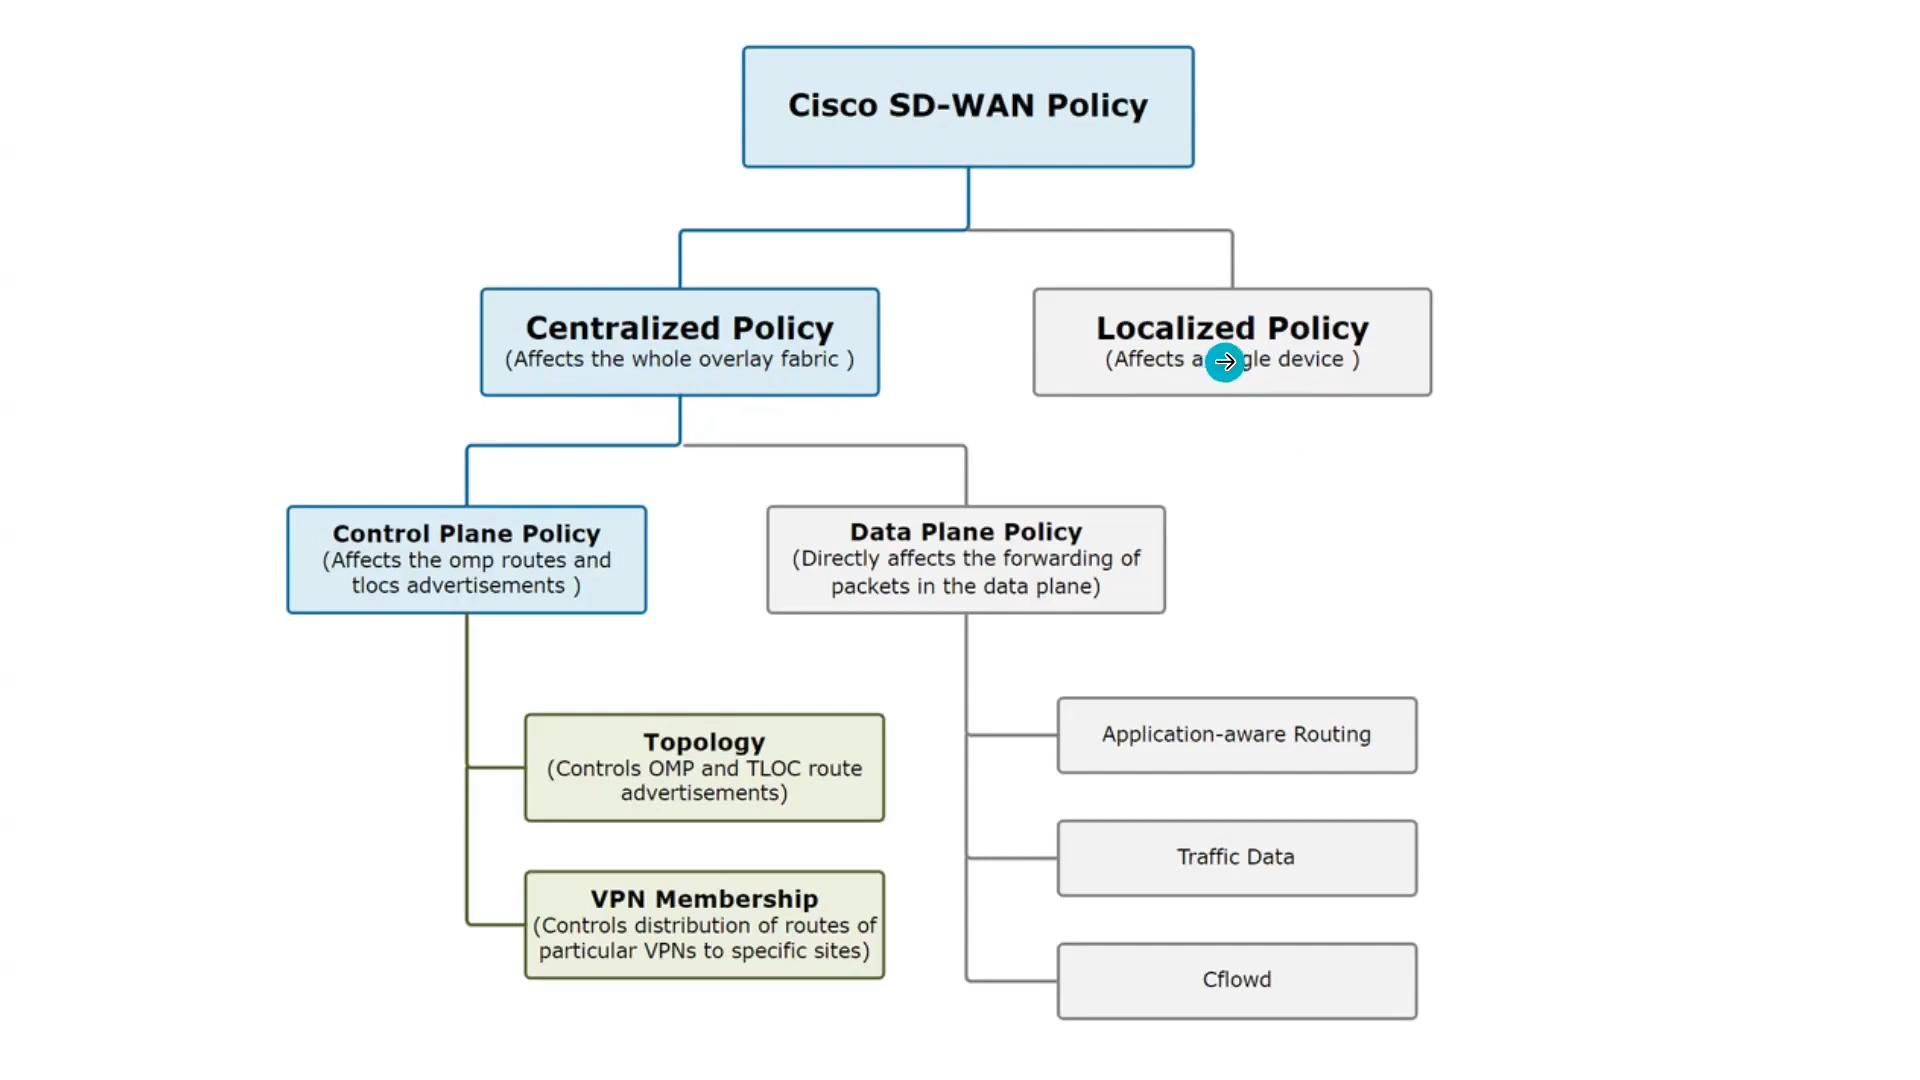 Cisco SD-WAN Policy
Centralized Policy
(Affects the whole overlay fabric )
Localized Policy
(Affects a device )
Control Plane Policy
(Affects the omp routes and
tlocs advertisements )
Data Plane Policy
(Directly affects the forwarding of
packets in the data plane)
Topology
(Controls OMP and TLOC route
advertisements)
VPN Membership
(Controls distribution of routes of
particular VPNs to specific sites)
Application-aware Routing
Traffic Data
Cflowd